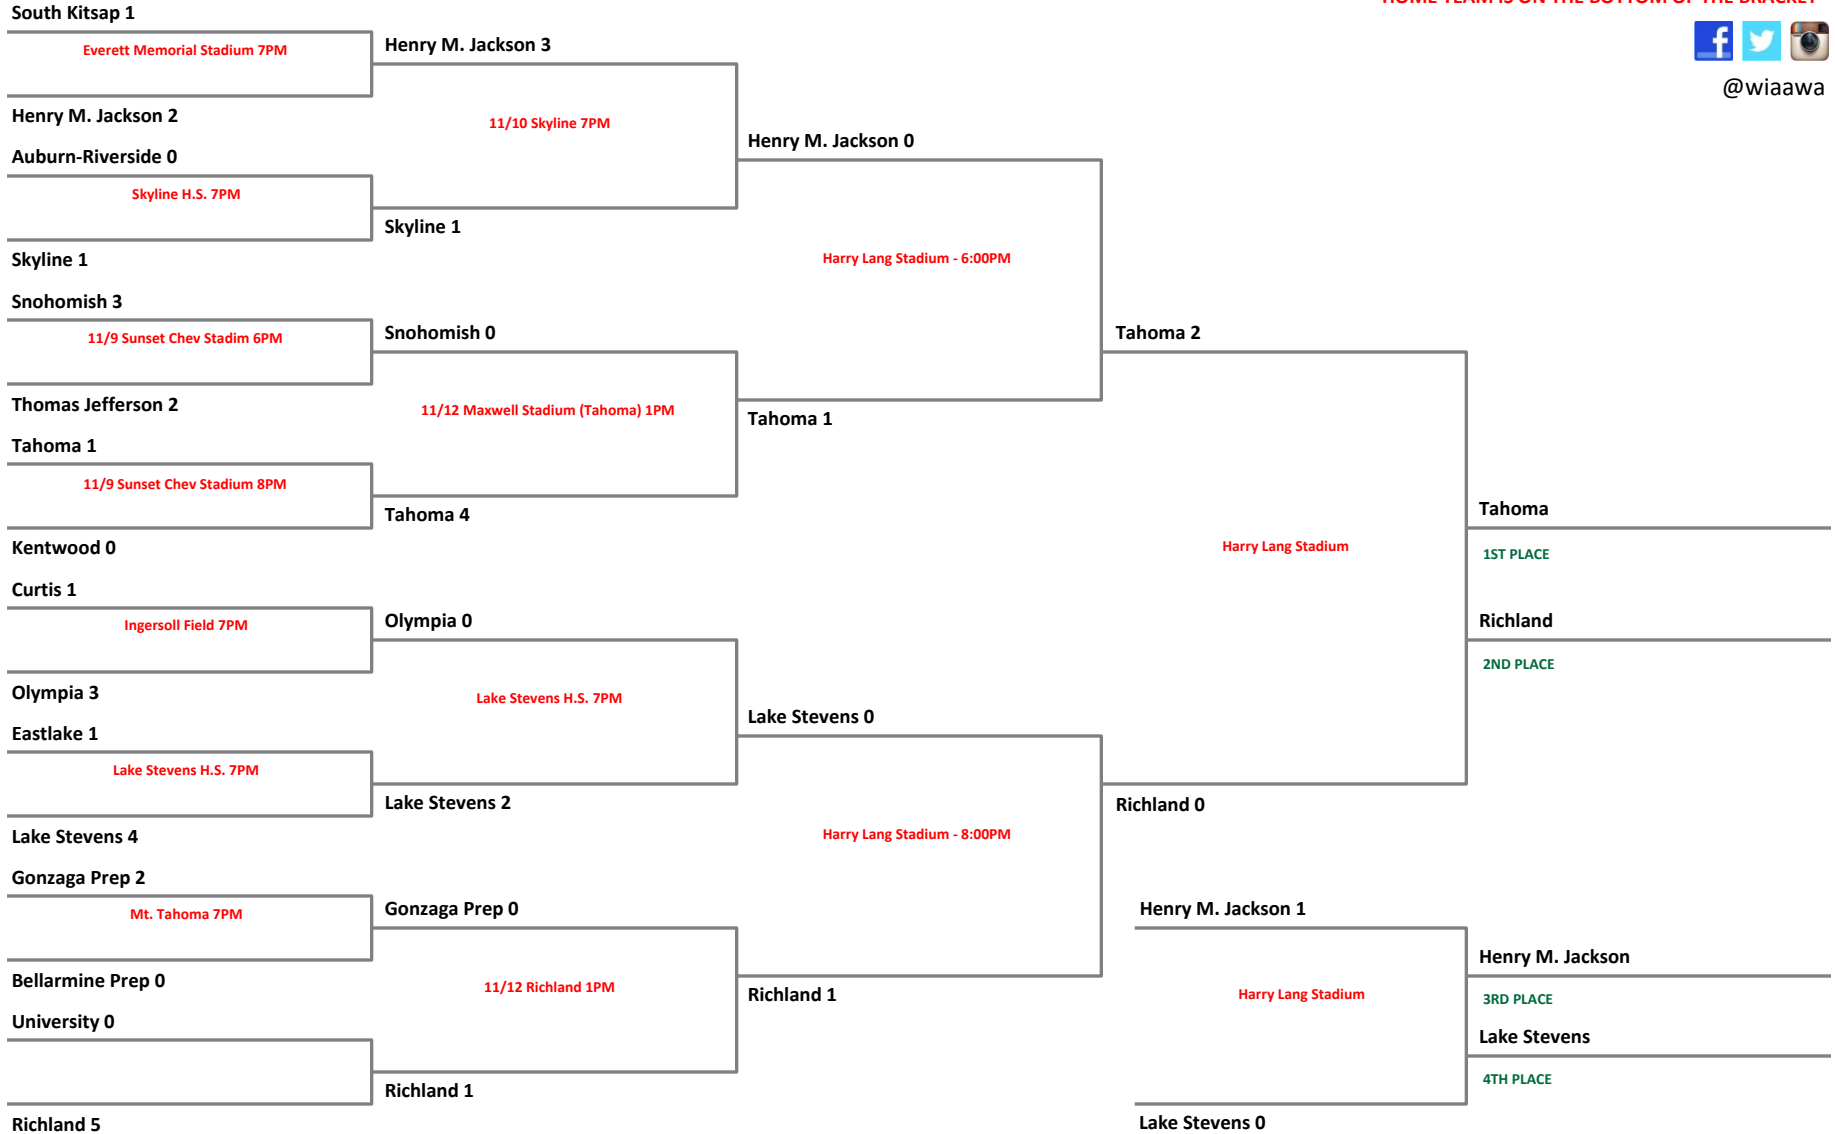 HOME TEAM IS ON THE BOTTOM OF THE BRACKET
@wiaawa
South Kitsap 1
Everett Memorial Stadium 7PM
Henry M. Jackson 2
Auburn-Riverside 0
Skyline H.S. 7PM
Skyline 1
Snohomish 3
11/9 Sunset Chev Stadim 6PM
Thomas Jefferson 2
Tahoma 1
11/9 Sunset Chev Stadium 8PM
Kentwood 0
Curtis 1
Ingersoll Field 7PM
Olympia 3
Eastlake 1
Lake Stevens H.S. 7PM
Lake Stevens 4
Gonzaga Prep 2
Mt. Tahoma 7PM
Bellarmine Prep 0
University 0
Richland 5
Henry M. Jackson 3
11/10 Skyline 7PM
Skyline 1
Snohomish 0
11/12 Maxwell Stadium (Tahoma) 1PM
Tahoma 4
Olympia 0
Lake Stevens H.S. 7PM
Lake Stevens 2
Gonzaga Prep 0
11/12 Richland 1PM
Richland 1
Henry M. Jackson 0
Harry Lang Stadium - 6:00PM
Tahoma 1
Lake Stevens 0
Harry Lang Stadium - 8:00PM
Richland 1
Tahoma 2
Harry Lang Stadium
Richland 0
Henry M. Jackson 1
Harry Lang Stadium
Lake Stevens 0
Tahoma
1ST PLACE
Richland
2ND PLACE
Henry M. Jackson
3RD PLACE
Lake Stevens
4TH PLACE